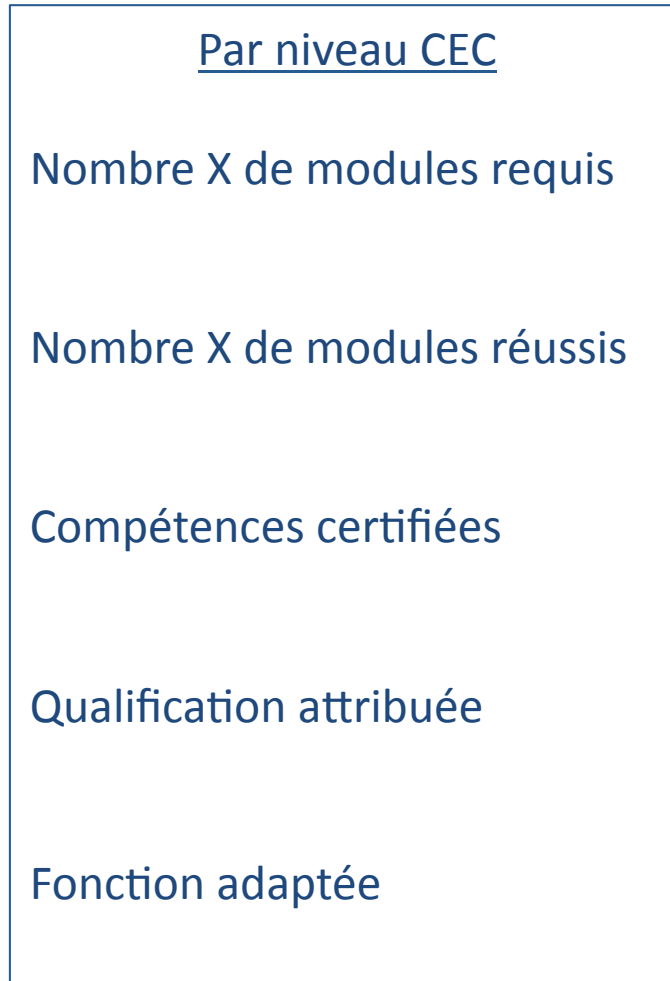 Par niveau CEC
Nombre X de modules requis
Nombre X de modules réussis
Compétences certifiées
Qualification attribuée
Fonction adaptée